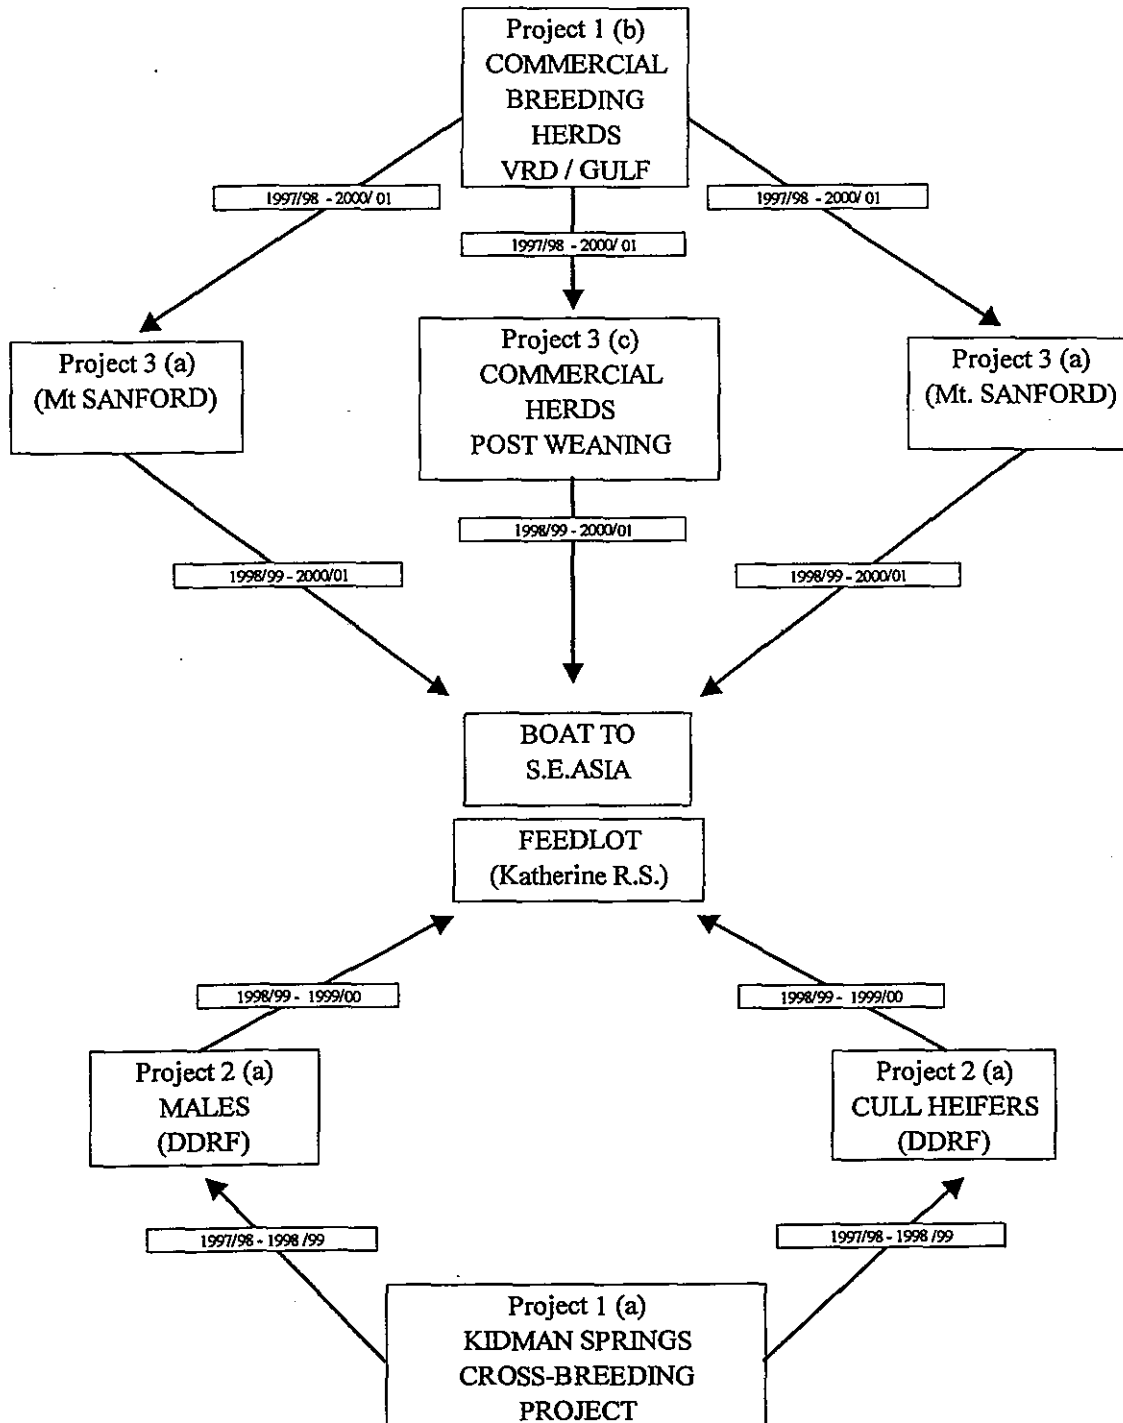 Project 1 (b)
COMMERCIAL
BREEDING
HERDS
VRD / GULF
1997/98 - 2000/ 01
1997/98 - 2000/ 01
1997/98 - 2000/ 01
Project 3 (a)
(Mt SANFORD)
Project 3 (c)
COMMERCIAL
HERDS
POST WEANING
Project 3 (a)
(Mt. SANFORD)
1998/99 - 2000/01
1998/99 - 2000/01
1998/99 - 2000/01
BOAT TO
S.E.ASIA
FEEDLOT
(Katherine R.S.)
1998/99 - 1999/00
1998/99 - 1999/00
Project 2 (a)
MALES
(DDRF)
Project 2 (a)
CULL HEIFERS
(DDRF)
1997/98 - 1998 /99
1997/98 - 1998 /99
Project 1 (a)
KIDMAN SPRINGS
CROSS-BREEDING
PROJECT